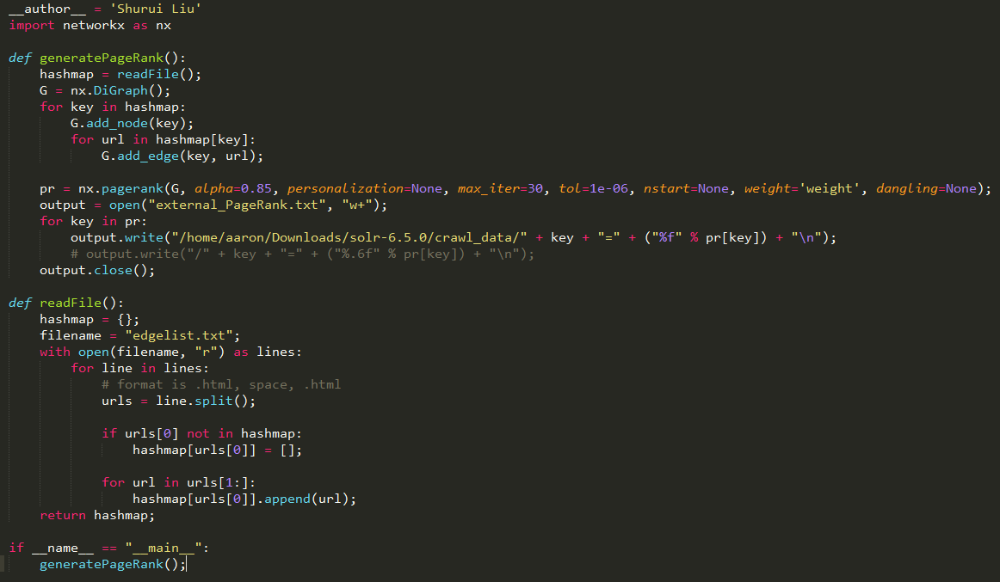 __author__ = 'Shurui Liu'
import networkx as nx
def generatePageRank():
    hashmap = readFile();
    G = nx.DiGraph();
    for key in hashmap:
        G.add_node(key);
        for url in hashmap[key]:
            G.add_edge(key, url);
    pr = nx.pagerank(G, alpha=0.85, personalization=None, max_iter=30, tol=1e-06, nstart=None, weight='weight', dangling=None);
    output = open("external_PageRank.txt", "w+");
    for key in pr:
        output.write("/home/aaron/Downloads/solr-6.5.0/crawl_data/" + key + "=" + ("%f" % pr[key]) + "\n");
        # output.write("/" + key + "=" + ("%.6f" % pr[key]) + "\n");
    output.close();
def readFile():
    hashmap = {};
    filename = "edgelist.txt";
    with open(filename, "r") as lines:
        for line in lines:
            # format is .html, space, .html
            urls = line.split();
            if urls[0] not in hashmap:
                hashmap[urls[0]] = [];
            for url in urls[1:]:
                hashmap[urls[0]].append(url);
    return hashmap;
if __name__ == "__main__":
    generatePageRank();